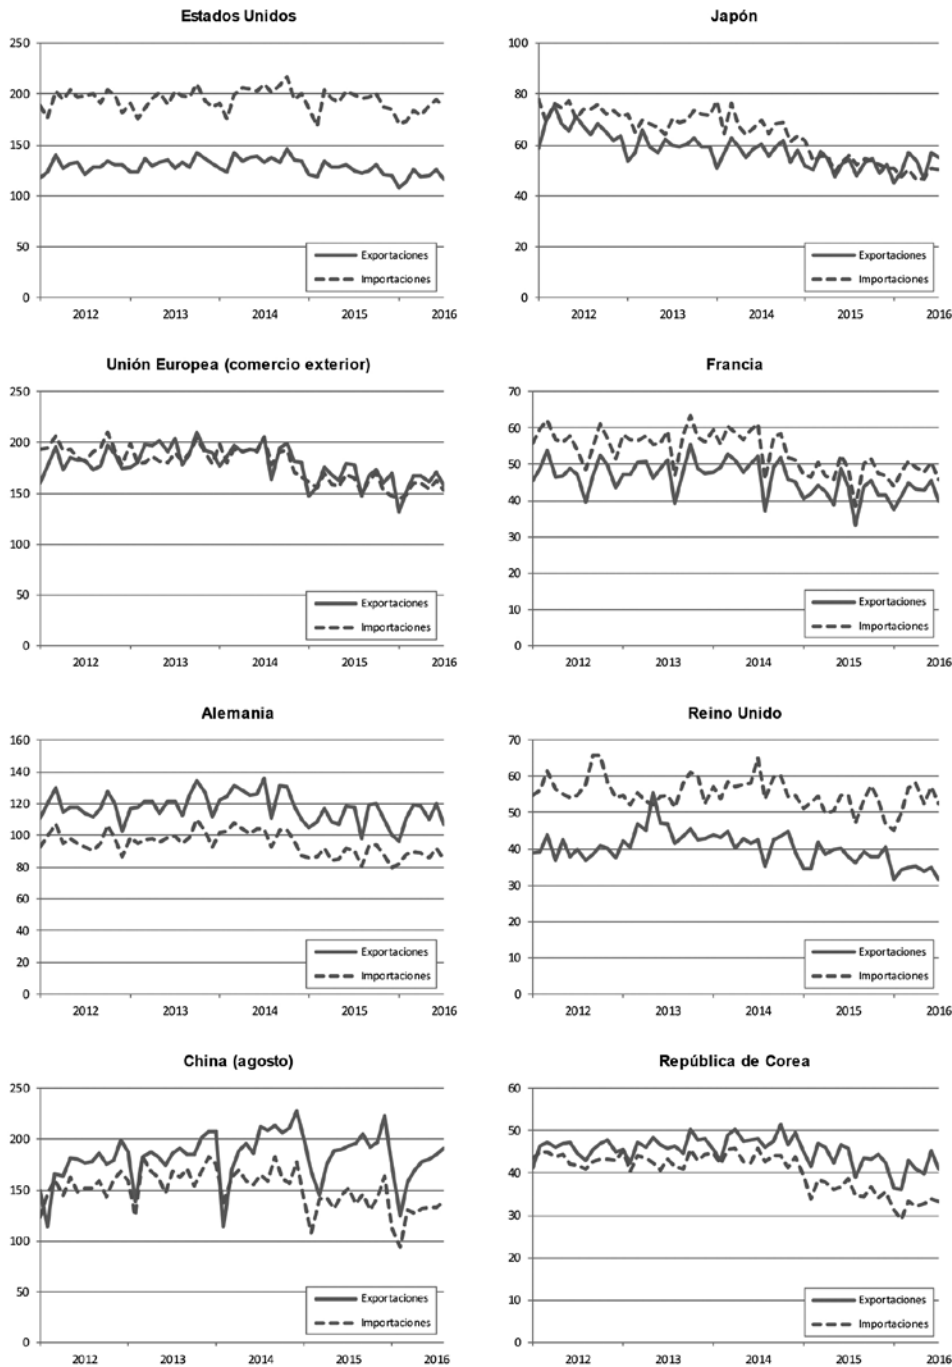 Estados Unidos
250
200
150
100
50
0
2012 2013 2014 2015 2016
Exportaciones
Importaciones
Japón
100
80
60
40
20
0
2012 2013 2014 2015 2016
Exportaciones
Importaciones
Unión Europea (comercio exterior)
250
200
150
100
50
0
2012 2013 2014 2015 2016
Exportaciones
Importaciones
Francia
70
60
50
40
30
20
10
0
2012 2013 2014 2015 2016
Exportaciones
Importaciones
Alemania
160
140
120
100
80
60
40
20
0
2012 2013 2014 2015 2016
Exportaciones
Importaciones
Reino Unido
70
60
50
40
30
20
10
0
2012 2013 2014 2015 2016
Exportaciones
Importaciones
China (agosto)
250
200
150
100
50
0
2012 2013 2014 2015 2016
Exportaciones
Importaciones
República de Corea
60
50
40
30
20
10
0
2012 2013 2014 2015 2016
Exportaciones
Importaciones